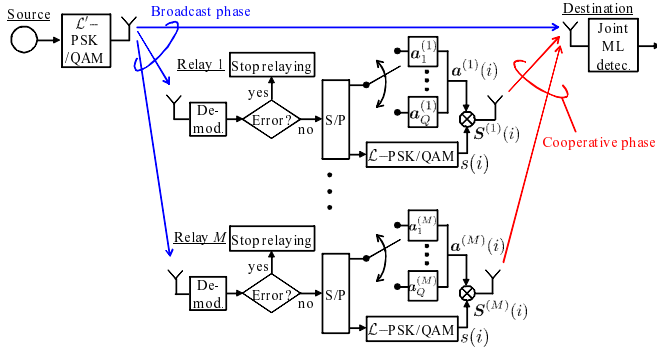 Source
ℒ′−
PSK
/QAM
Broadcast phase
Destination
Joint
ML
detec.
Relay 1
Stop relaying
yes
De-
mod.
Error?
no
S/P
a_1^{(1)}
a_Q^{(1)}
a^{(1)}(i)
S^{(1)}(i)
ℒ−PSK/QAM
s(i)
Cooperative phase
Relay M
Stop relaying
yes
De-
mod.
Error?
no
S/P
a_1^{(M)}
a_Q^{(M)}
a^{(M)}(i)
S^{(M)}(i)
ℒ−PSK/QAM
s(i)